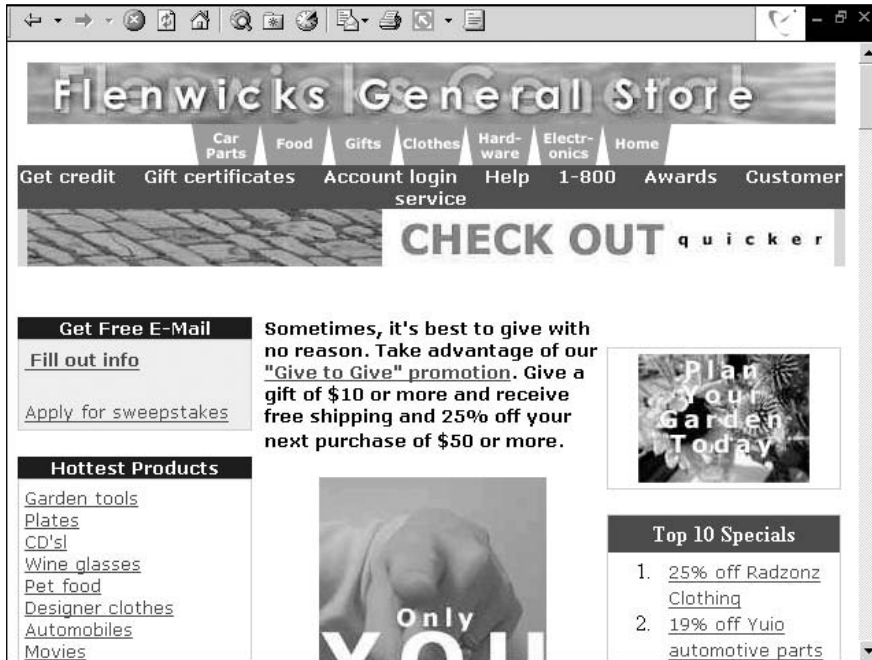 Flenwicks General Store
Car Parts
Food
Gifts
Clothes
Hard-ware
Electr-onics
Home
Get credit Gift certificates Account login Help 1-800 Awards Customer
service
CHECK OUT quicker
Get Free E-Mail
Fill out info
Apply for sweepstakes
Hottest Products
Garden tools
Plates
CD'sl
Wine glasses
Pet food
Designer clothes
Automobiles
Movies
Sometimes, it's best to give with
no reason. Take advantage of our
"Give to Give" promotion. Give a
gift of $10 or more and receive
free shipping and 25% off your
next purchase of $50 or more.
Only
YOU
Plan
Your
Garden
Today
Top 10 Specials
1. 25% off Radzonz
Clothing
2. 19% off Yuio
automotive parts